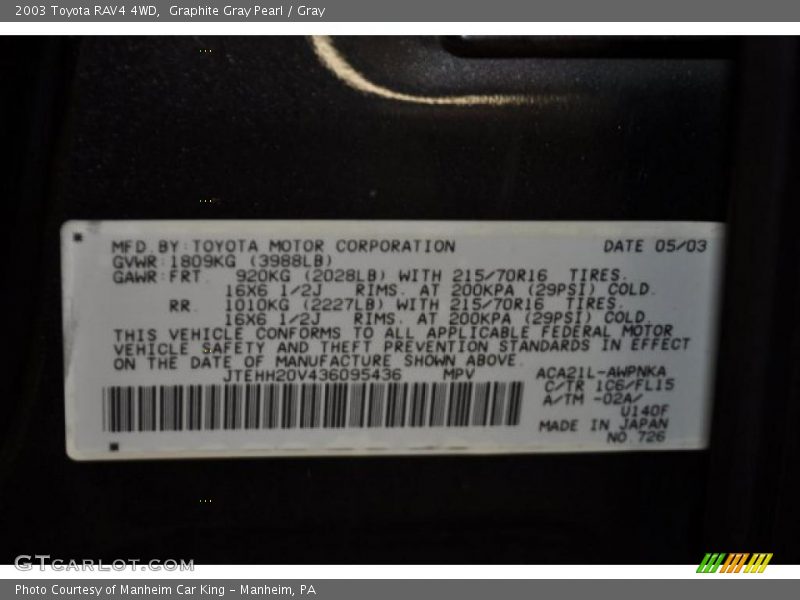 2003 Toyota RAV4 4WD,  Graphite Gray Pearl / Gray
MFD. BY: TOYOTA MOTOR CORPORATION DATE 05/03
GVWR: 1809KG (3988LB)
GAWR: FRT. 920KG (2028LB) WITH 215/70R16 TIRES.
16X6 1/2J RIMS. AT 200KPA (29PSI) COLD.
RR. 1010KG (2227LB) WITH 215/70R16 TIRES.
16X6 1/2J RIMS. AT 200KPA (29PSI) COLD.
THIS VEHICLE CONFORMS TO ALL APPLICABLE FEDERAL MOTOR
VEHICLE SAFETY AND THEFT PREVENTION STANDARDS IN EFFECT
ON THE DATE OF MANUFACTURE SHOWN ABOVE.
JTEHH20V436095436 MPV ACA21L-AWPNKA
C/TR 1C6/FL15
A/TM -02A/
U140F
MADE IN JAPAN
NO. 726
GTCARLOT.COM
Photo Courtesy of Manheim Car King - Manheim, PA